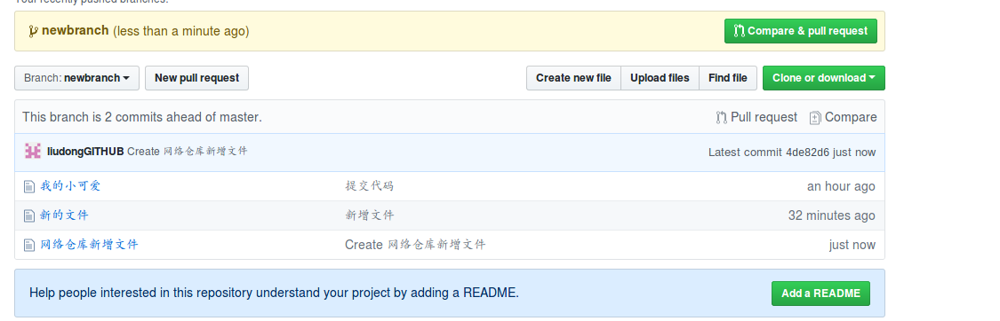 Your recently pushed branches:
newbranch (less than a minute ago) Compare & pull request
Branch: newbranch New pull request Create new file Upload files Find file Clone or download
This branch is 2 commits ahead of master. Pull request Compare
liudongGITHUB Create 网络仓库新增文件 Latest commit 4de82d6 just now
我的小可爱 提交代码 an hour ago
新的文件 新增文件 32 minutes ago
网络仓库新增文件 Create 网络仓库新增文件 just now
Help people interested in this repository understand your project by adding a README. Add a README